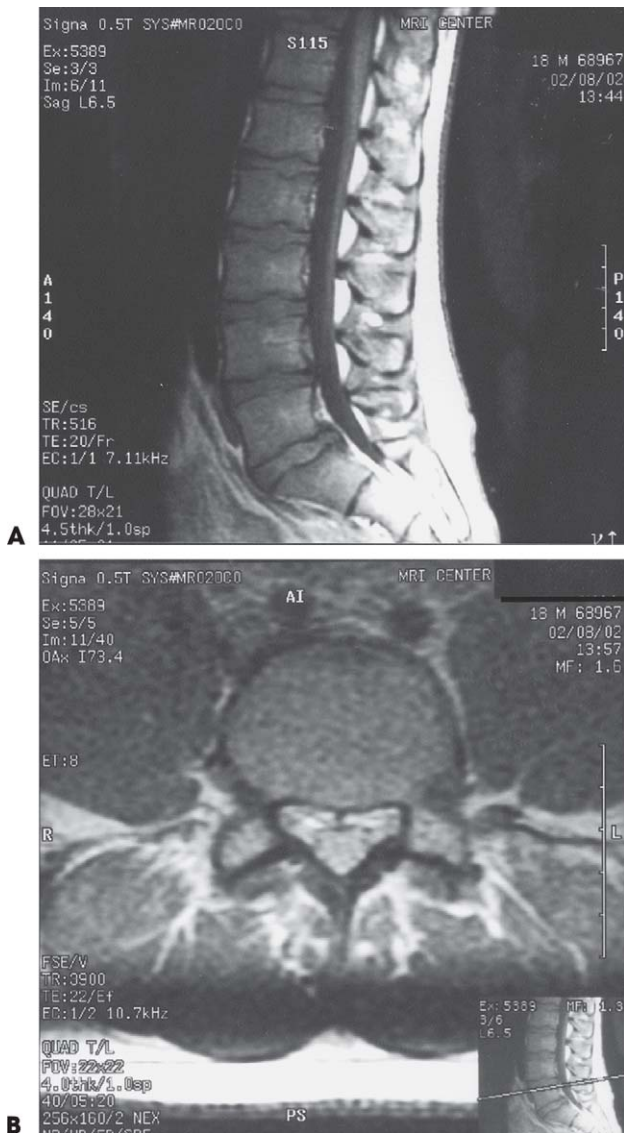 Signa 0.5T SYS#MR020C0
MRI CENTER
S115
Ex:5389
Se:3/3
Im:6/11
Sag L6.5
18 M 68967
02/08/02
13:44
A
1
4
0
P
1
4
0
SE/cs
TR:516
TE:20/Fr
EC:1/1 7.11kHz
QUAD T/L
FOV:28x21
4.5thk/1.0sp
A
Signa 0.5T SYS#MR020C0
MRI CENTER
AI
Ex:5389
Se:5/5
Im:11/40
OAx I73.4
18 M 68967
02/08/02
13:57
MF: 1.6
ET:8
R
L
FSE/V
TR:3900
TE:22/Ef
EC:1/2 10.7kHz
QUAD T/L
FOV:22x22
4.0thk/1.0sp
40/05:20
256x160/2 NEX
PS
Ex:5389
MF: 1.3
3/6
L6.5
B